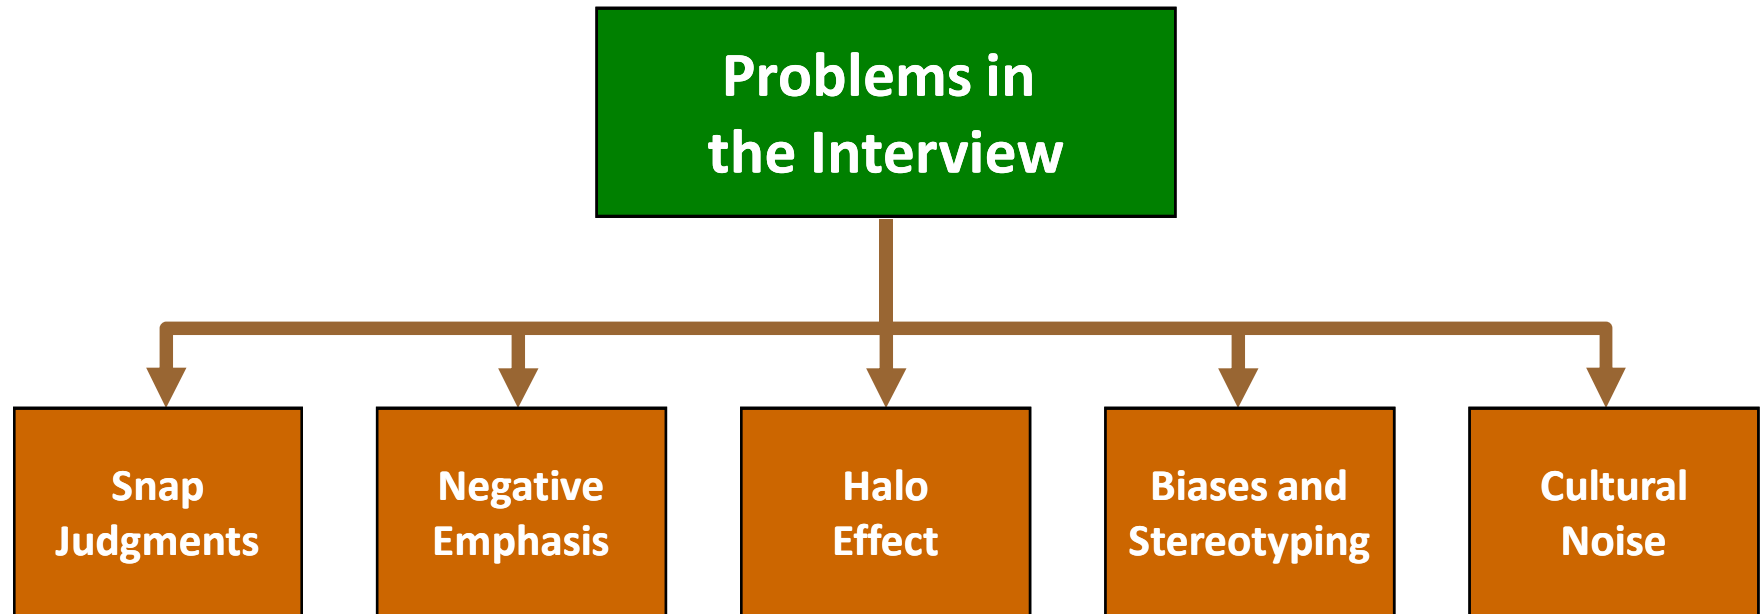 Problems in
the Interview
Snap
Judgments
Negative
Emphasis
Halo
Effect
Biases and
Stereotyping
Cultural
Noise